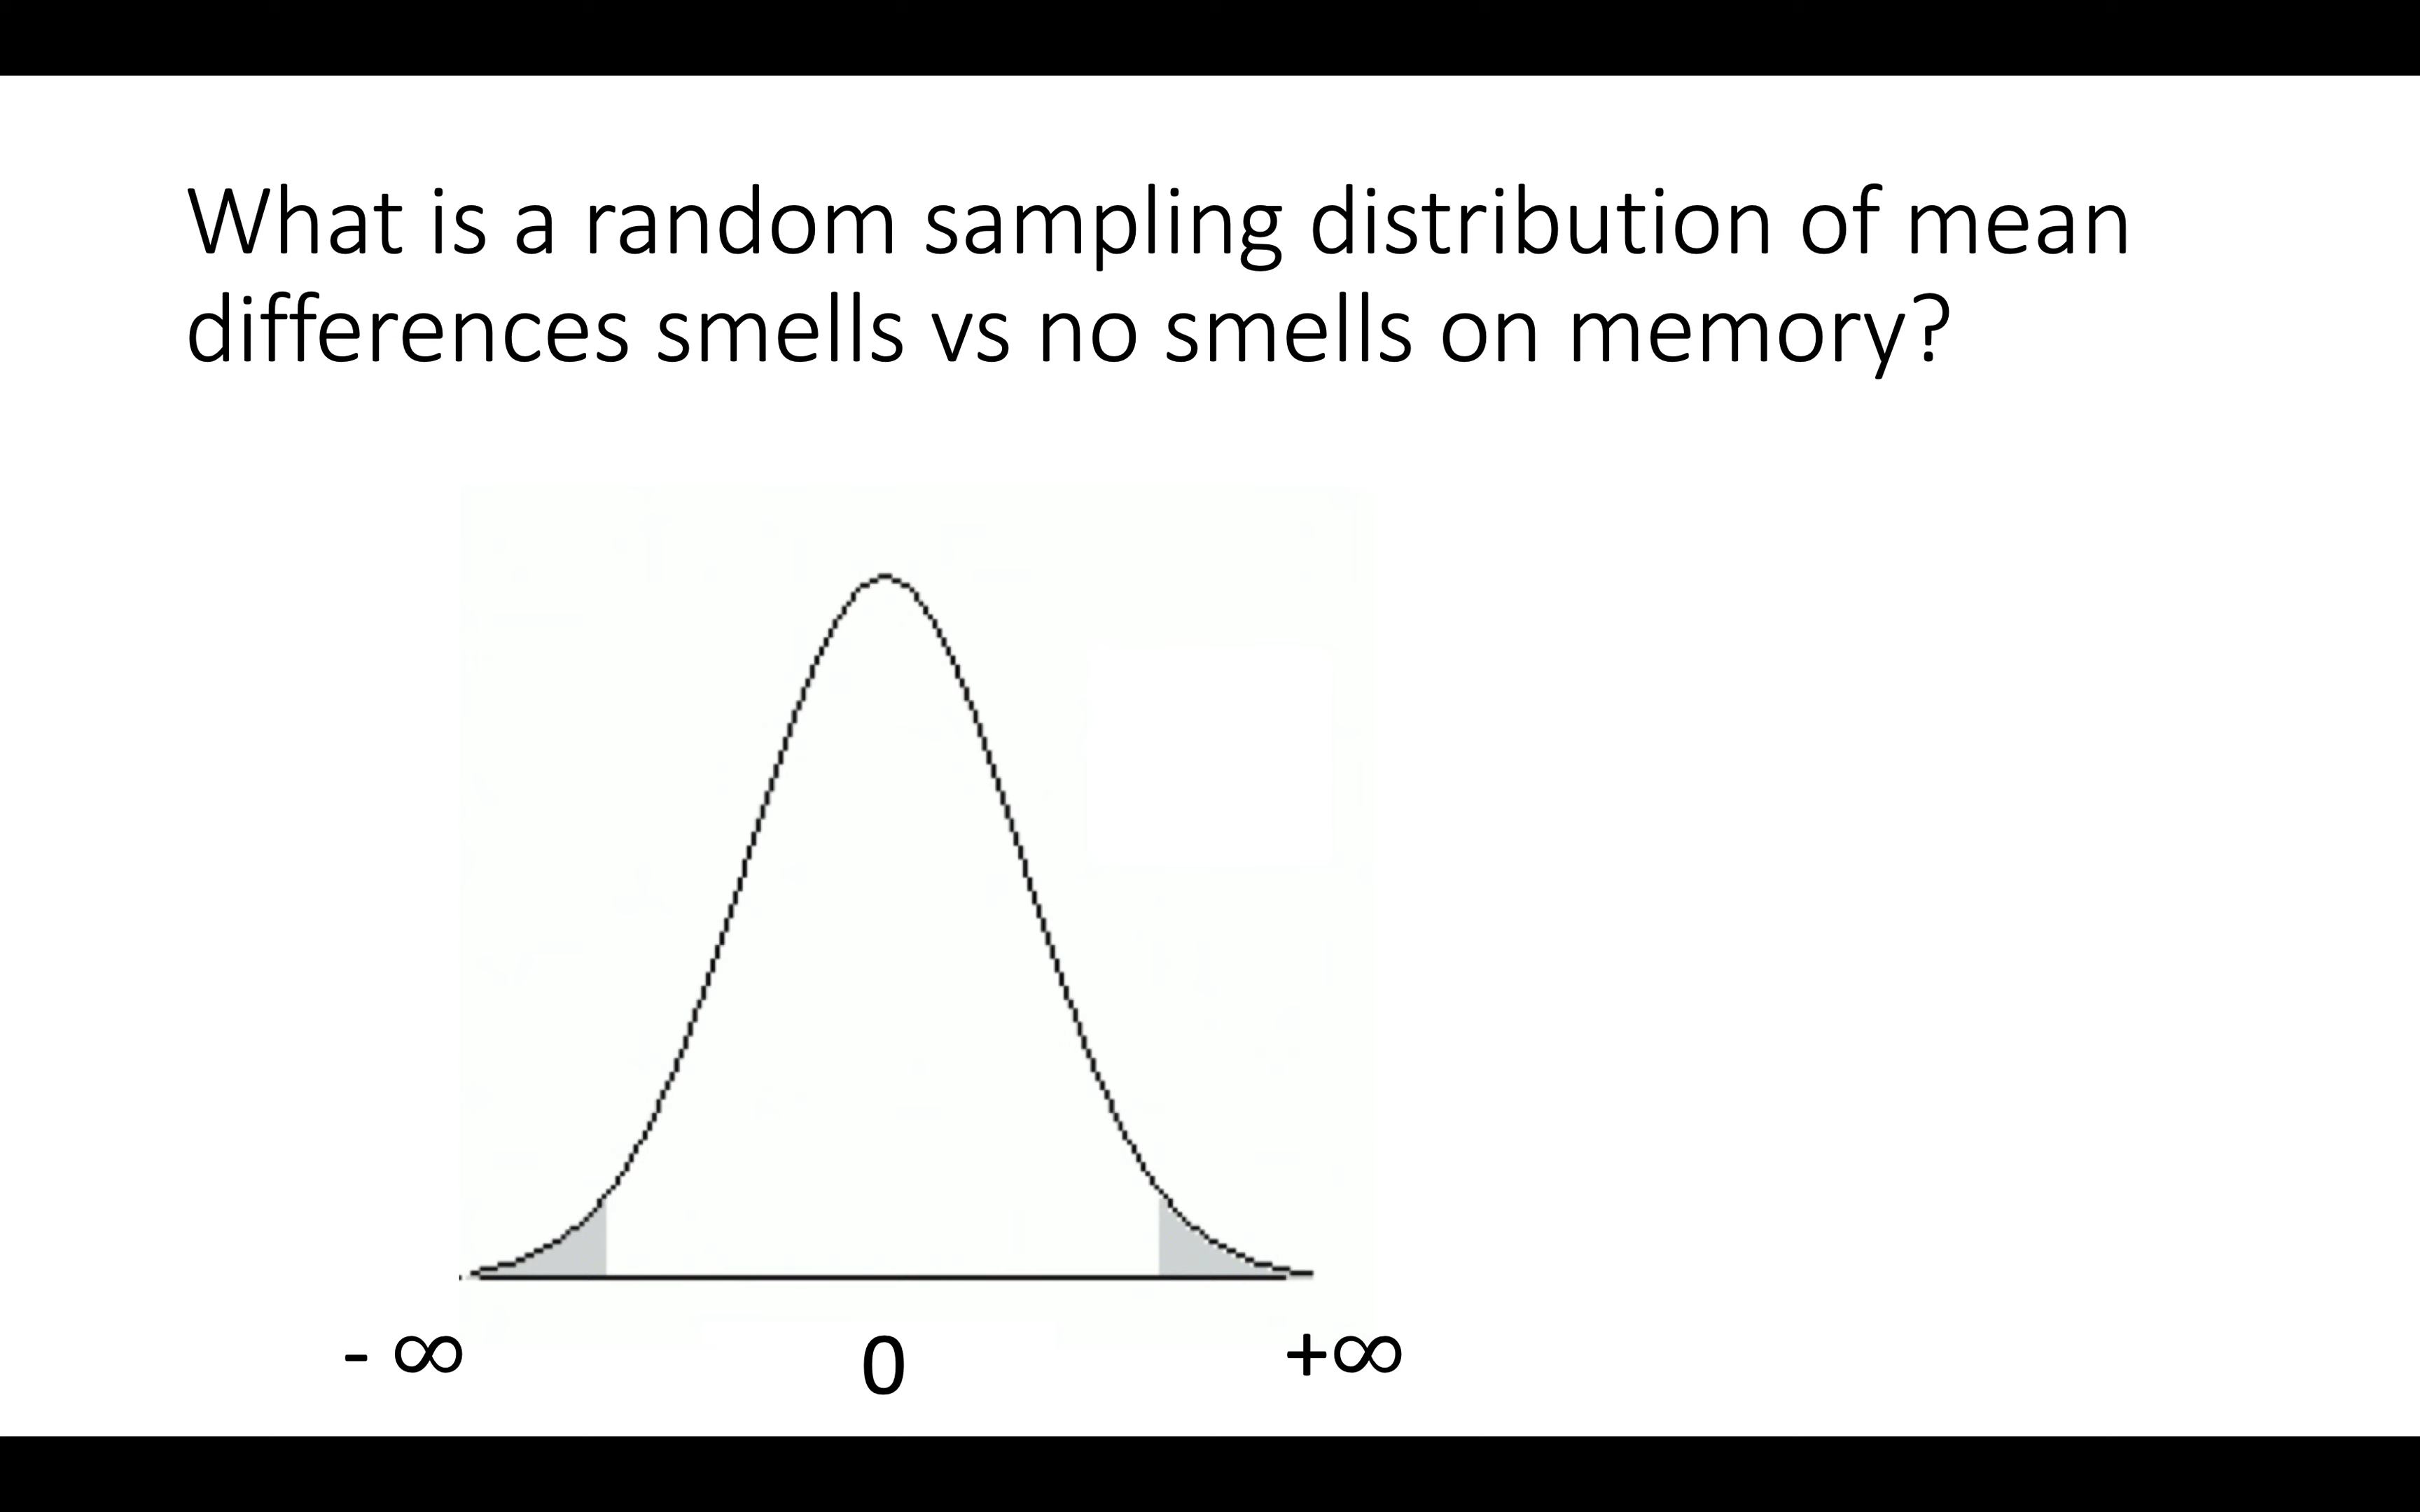 What is a random sampling distribution of mean
differences smells vs no smells on memory?
- ∞ 0 +∞